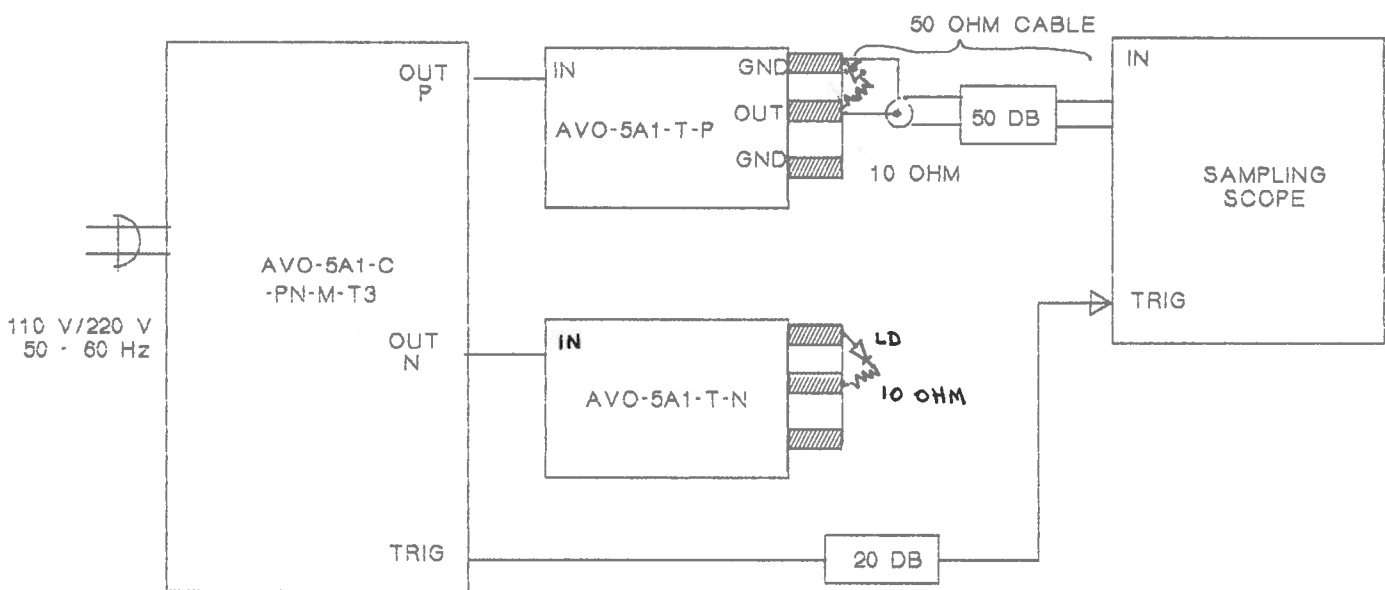 50 OHM CABLE
OUT
P
IN
GND
OUT
GND
AVO-5A1-T-P
10 OHM
50 DB
IN
SAMPLING
SCOPE
TRIG
110 V/220 V
50 - 60 Hz
AVO-5A1-C
-PN-M-T3
OUT
N
IN
AVO-5A1-T-N
LD
10 OHM
TRIG
20 DB